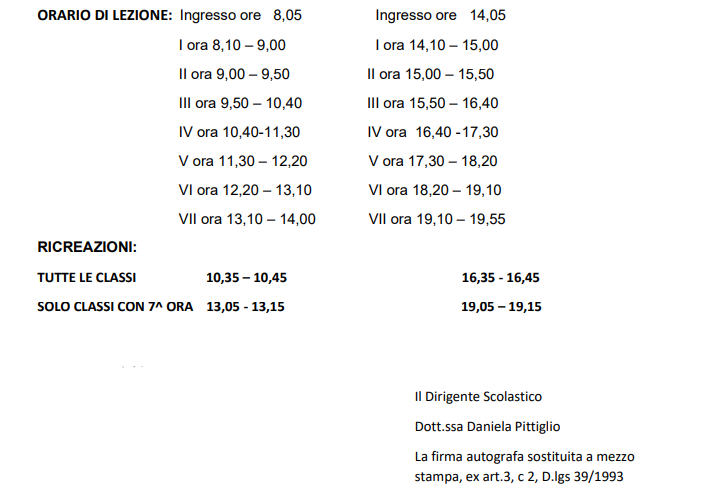 ORARIO DI LEZIONE: Ingresso ore 8,05 Ingresso ore 14,05
I ora 8,10 – 9,00 I ora 14,10 – 15,00
II ora 9,00 – 9,50 II ora 15,00 – 15,50
III ora 9,50 – 10,40 III ora 15,50 – 16,40
IV ora 10,40-11,30 IV ora 16,40 -17,30
V ora 11,30 – 12,20 V ora 17,30 – 18,20
VI ora 12,20 – 13,10 VI ora 18,20 – 19,10
VII ora 13,10 – 14,00 VII ora 19,10 – 19,55
RICREAZIONI:
TUTTE LE CLASSI 10,35 – 10,45 16,35 - 16,45
SOLO CLASSI CON 7^ ORA 13,05 - 13,15 19,05 – 19,15
Il Dirigente Scolastico
Dott.ssa Daniela Pittiglio
La firma autografa sostituita a mezzo
stampa, ex art.3, c 2, D.lgs 39/1993